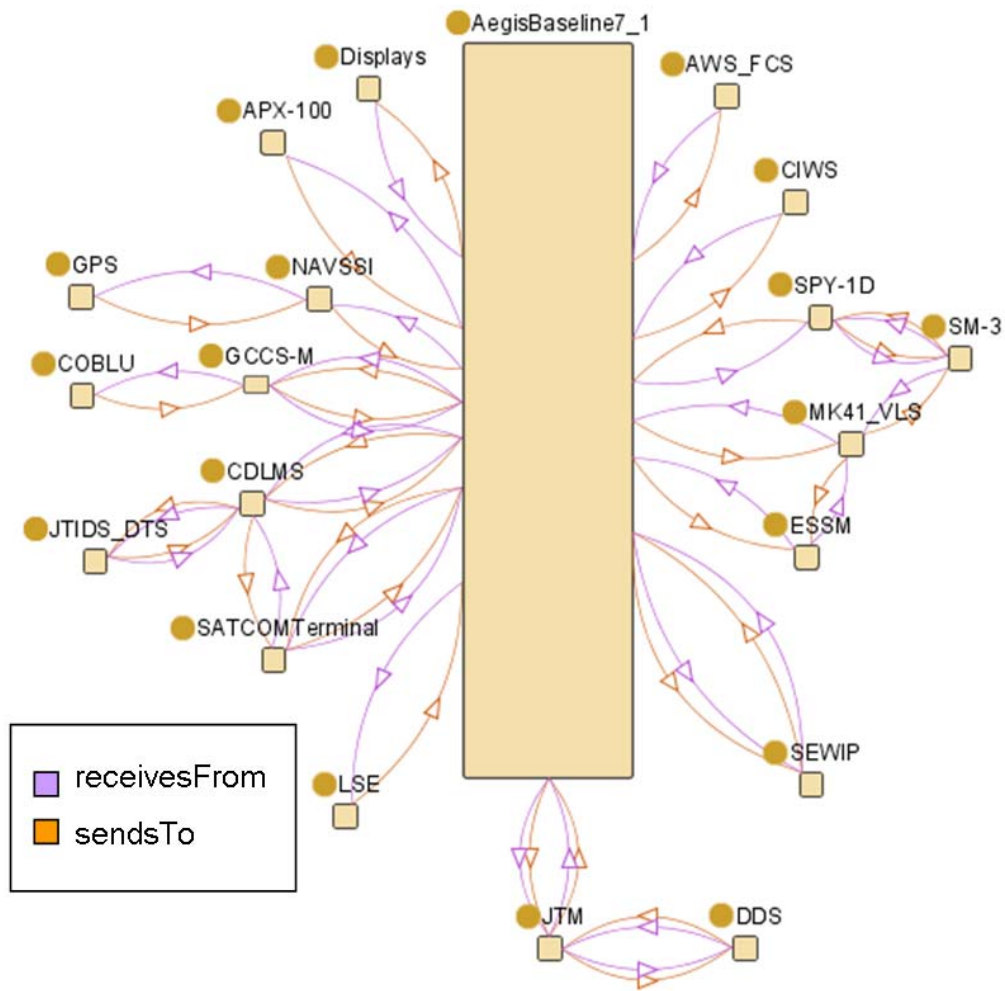 AegisBaseline7_1
Displays
AWS_FCS
APX-100
CIWS
GPS
NAVSSI
SPY-1D
SM-3
COBLU
GCCS-M
MK41_VLS
CDLMS
JTIDS_DTS
ESSM
SATCOMTerminal
SEWIP
receivesFrom
LSE
sendsTo
JTM
DDS